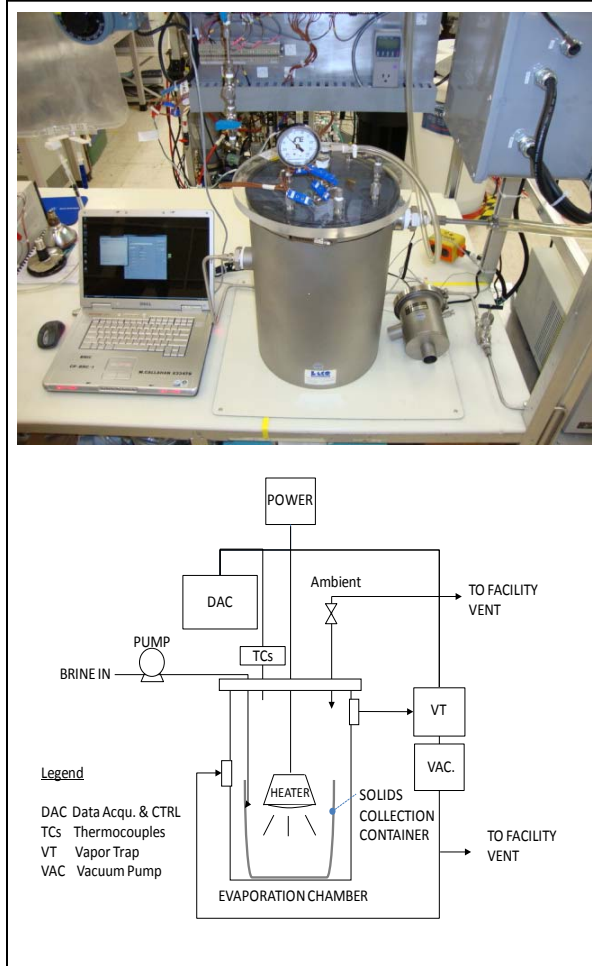 DELL
POWER
DAC
Ambient
TO FACILITY
VENT
PUMP
TCs
BRINE IN
VT
VAC.
HEATER
Legend
SOLIDS
COLLECTION
CONTAINER
DAC Data Acqu. & CTRL
TCs Thermocouples
VT Vapor Trap
VAC Vacuum Pump
TO FACILITY
VENT
EVAPORATION CHAMBER